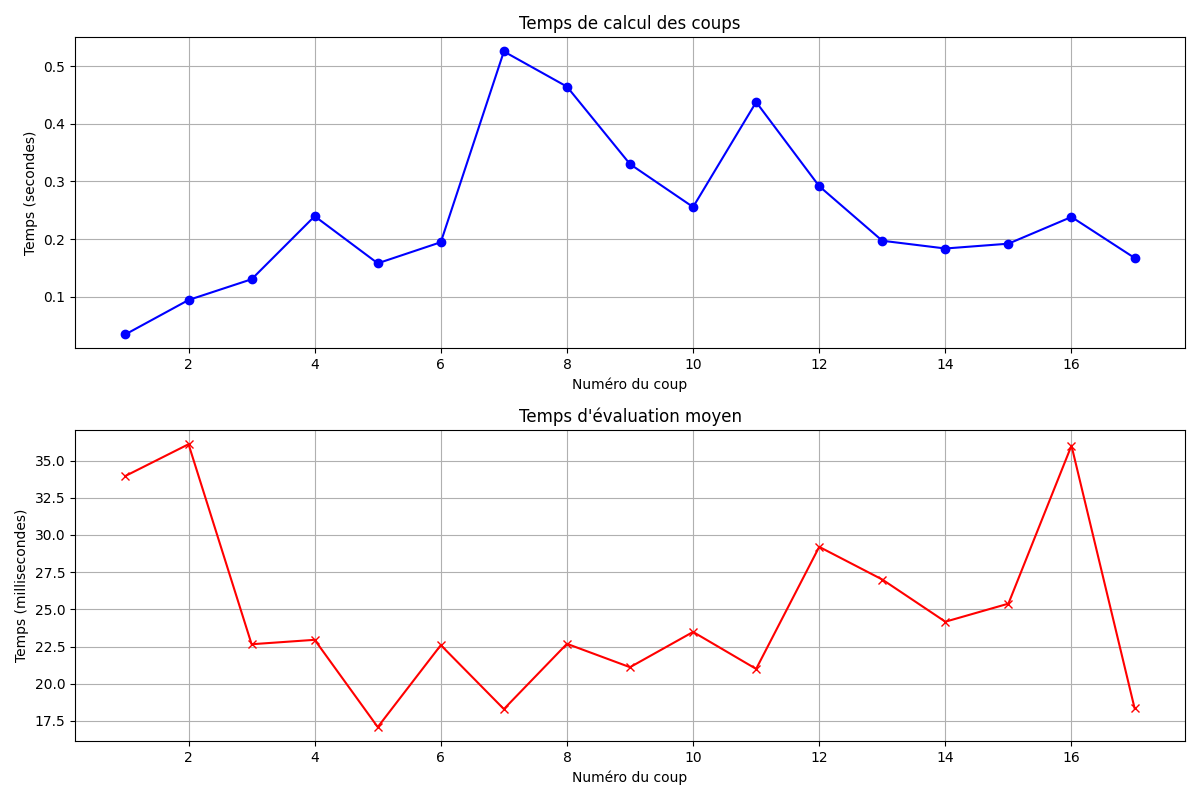 Temps de calcul des coups
Temps (secondes)
0.5
0.4
0.3
0.2
0.1
2 4 6 8 10 12 14 16
Numéro du coup
Temps d'évaluation moyen
Temps (millisecondes)
35.0
32.5
30.0
27.5
25.0
22.5
20.0
17.5
2 4 6 8 10 12 14 16
Numéro du coup